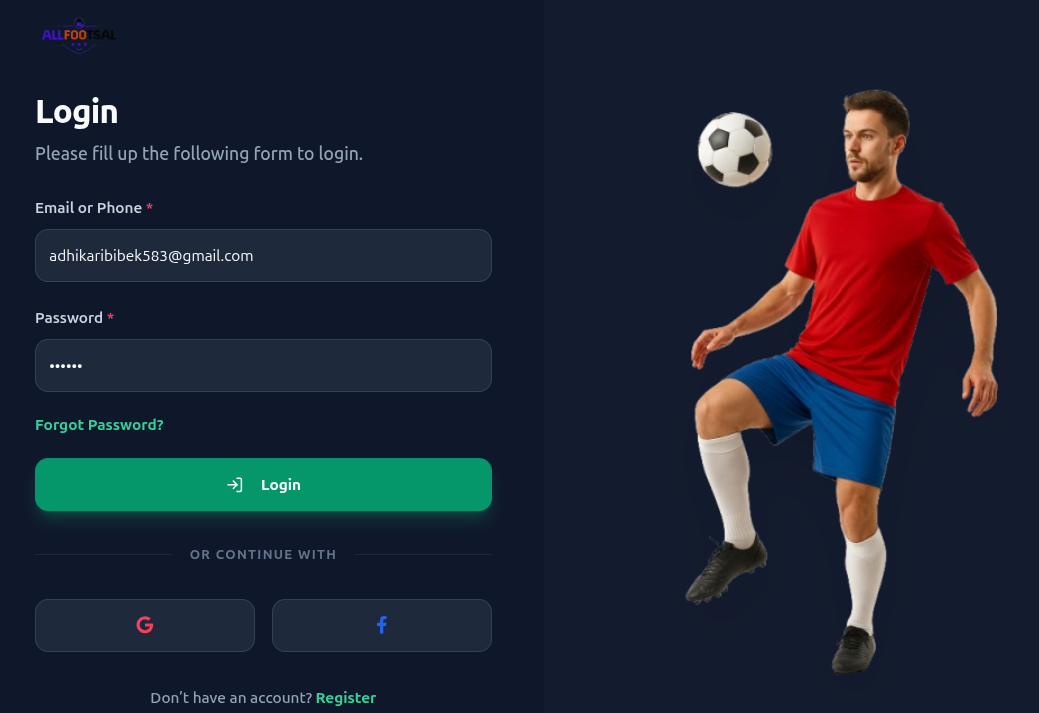 ALLFOOTSAL
Login
Please fill up the following form to login.
Email or Phone *
adhikaribibek583@gmail.com
Password *
••••••
Forgot Password?
Login
OR CONTINUE WITH
G f
Don't have an account? Register